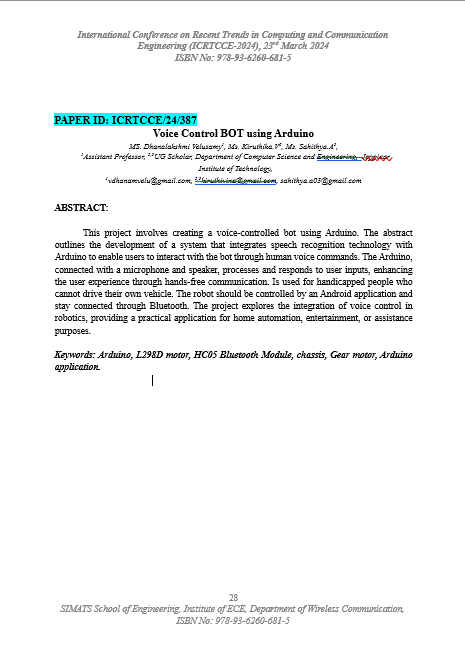 International Conference on Recent Trends in Computing and Communication
Engineering (ICRTCCE-2024), 23rd March 2024
ISBN No: 978-93-6260-681-5
PAPER ID: ICRTCCE/24/387
Voice Control BOT using Arduino
MS. Dhanalakshmi Velusamy1, Ms. Kiruthika.V2, Ms. Sahithya.A3,
1Assistant Professor, 2,3UG Scholar, Department of Computer Science and Engineering,
Institute of Technology,
1vdhanamvelu@gmail.com, sahithya.a03@gmail.com
ABSTRACT:
This project involves creating a voice-controlled bot using Arduino. The abstract
outlines the development of a system that integrates speech recognition technology with
Arduino to enable users to interact with the bot through human voice commands. The Arduino,
connected with a microphone and speaker, processes and responds to user inputs, enhancing
the user experience through hands-free communication. Is used for handicapped people who
cannot drive their own vehicle. The robot should be controlled by an Android application and
stay connected through Bluetooth. The project explores the integration of voice control in
robotics, providing a practical application for home automation, entertainment, or assistance
purposes.
Keywords: Arduino, L298D motor, HC05 Bluetooth Module, chassis, Gear motor, Arduino
application.
28
SIMATS School of Engineering, Institute of ECE, Department of Wireless Communication,
ISBN No: 978-93-6260-681-5